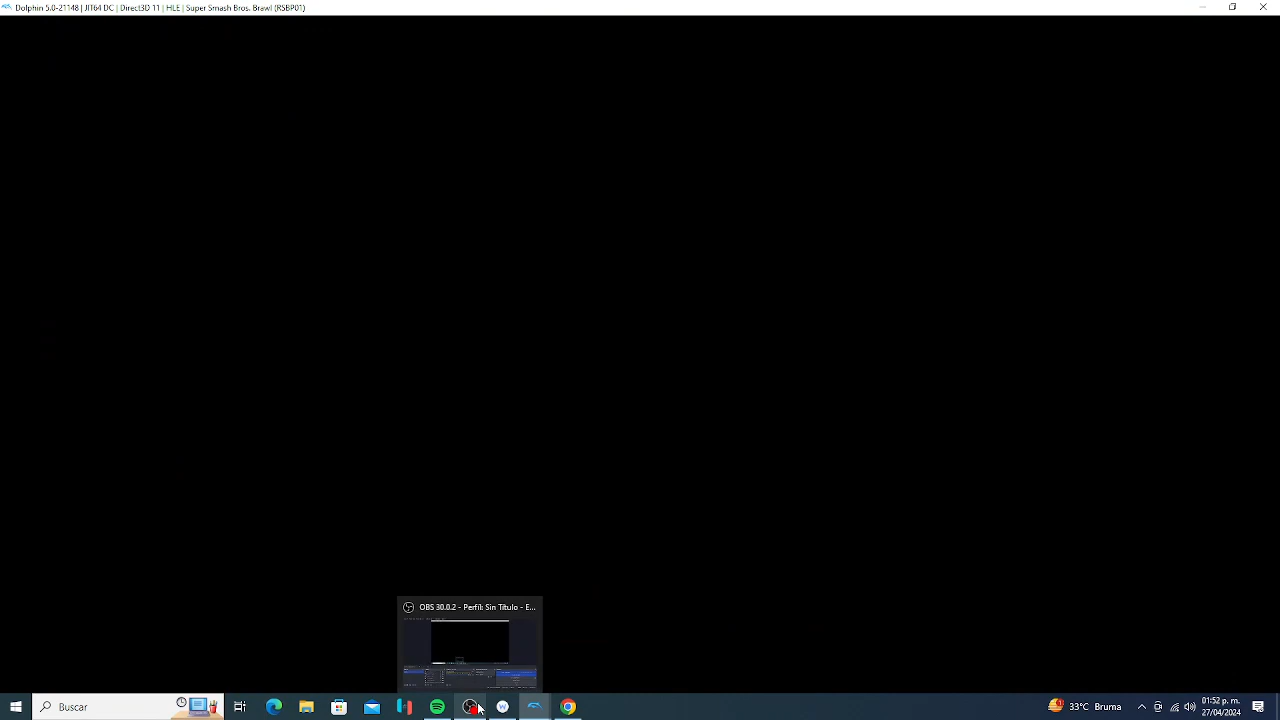 Dolphin 5.0-21148 | JIT64 DC | Direct3D 11 | HLE | Super Smash Bros. Brawl (RSBP01)
OBS 30.0.2 - Perfil: Sin Título - E...
Buscar
W
33°C Bruma
01:52 p. m.
27/04/2024